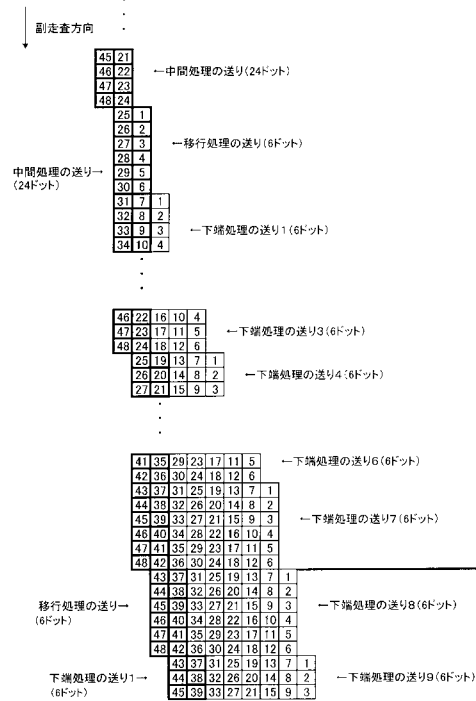 副走査方向
45 21
46 22 ←中間処理の送り(24ドット)
47 23
48 24
25 1
26 2
27 3 ←移行処理の送り(6ドット)
28 4
中間処理の送り→ 29 5
(24ドット) 30 6
31 7 1
32 8 2
33 9 3 ←下端処理の送り1(6ドット)
34 10 4
46 22 16 10 4
47 23 17 11 5 ←下端処理の送り3(6ドット)
48 24 18 12 6
25 19 13 7 1
26 20 14 8 2 ←下端処理の送り4(6ドット)
27 21 15 9 3
41 35 29 23 17 11 5 ←下端処理の送り6(6ドット)
42 36 30 24 18 12 6
43 37 31 25 19 13 7 1
44 38 32 26 20 14 8 2
45 39 33 27 21 15 9 3 ←下端処理の送り7(6ドット)
46 40 34 28 22 16 10 4
47 41 35 29 23 17 11 5
48 42 36 30 24 18 12 6
43 37 31 25 19 13 7 1
44 38 32 26 20 14 8 2
移行処理の送り→ 45 39 33 27 21 15 9 3 ←下端処理の送り8(6ドット)
(6ドット) 46 40 34 28 22 16 10 4
47 41 35 29 23 17 11 5
48 42 36 30 24 18 12 6
43 37 31 25 19 13 7 1
下端処理の送り1→ 44 38 32 26 20 14 8 2 ←下端処理の送り9(6ドット)
(6ドット) 45 39 33 27 21 15 9 3